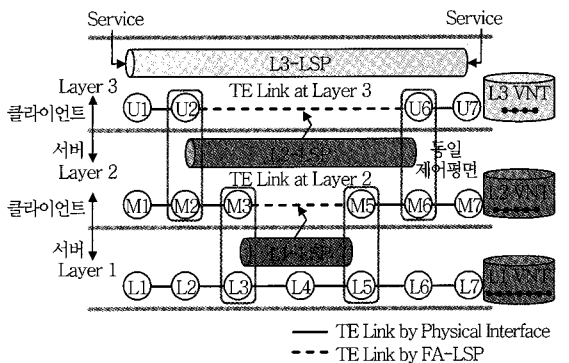 Service
Service
L3-LSP
Layer 3
TE Link at Layer 3
L3 VNT
U1 U2 U6 U7
클라이언트
서버
L2-LSP
동일
제어평면
Layer 2
TE Link at Layer 2
L2 VNT
클라이언트
M1 M2 M3 M5 M6 M7
서버
L1-LSP
Layer 1
L1 VNT
L1 L2 L3 L4 L5 L6 L7
TE Link by Physical Interface
TE Link by FA-LSP